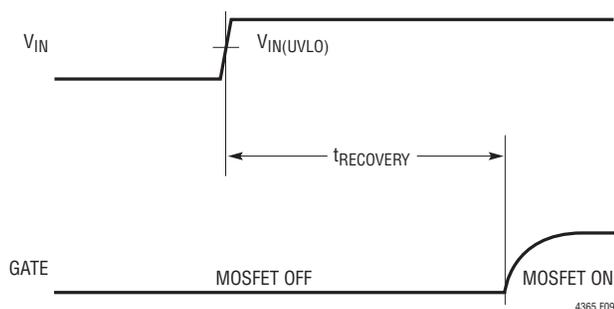 VIN
VIN(UVLO)
tRECOVERY
GATE
MOSFET OFF
MOSFET ON
4365 F09